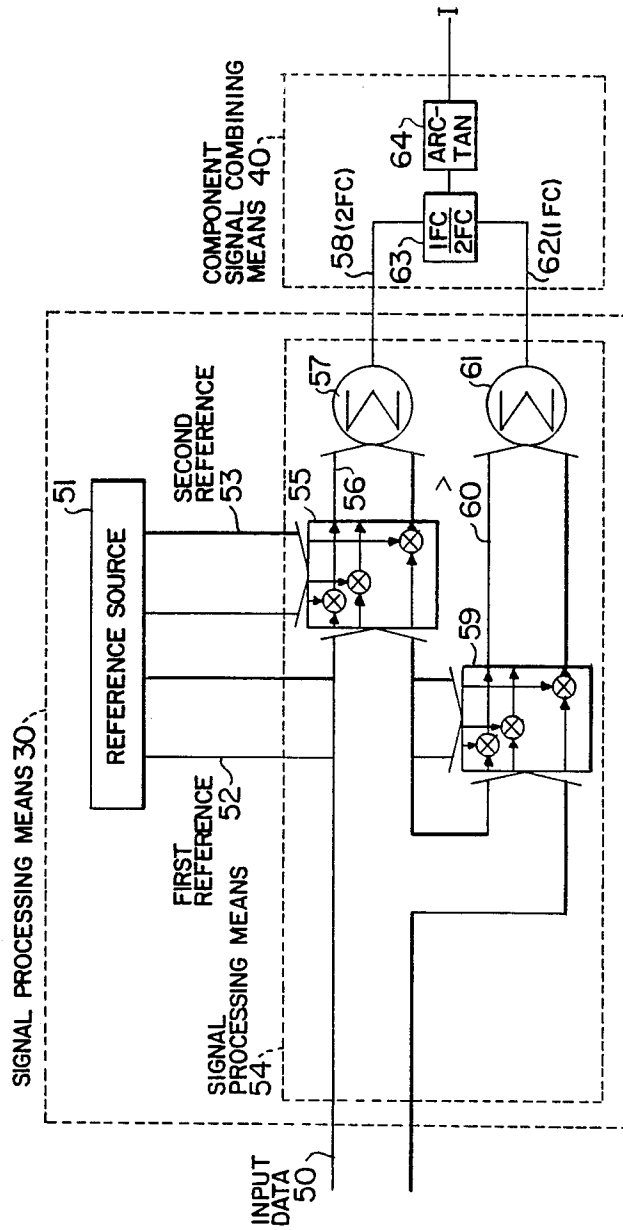 SIGNAL PROCESSING MEANS 30
51
REFERENCE SOURCE
FIRST
REFERENCE
52
SECOND
REFERENCE
53
COMPONENT
SIGNAL COMBINING
MEANS 40
SIGNAL
PROCESSING MEANS
54
INPUT
DATA
50
55
56
57
Σ
58(2FC)
59
60
61
Σ
62(1FC)
63
1FC
2FC
64
ARC-
TAN
I